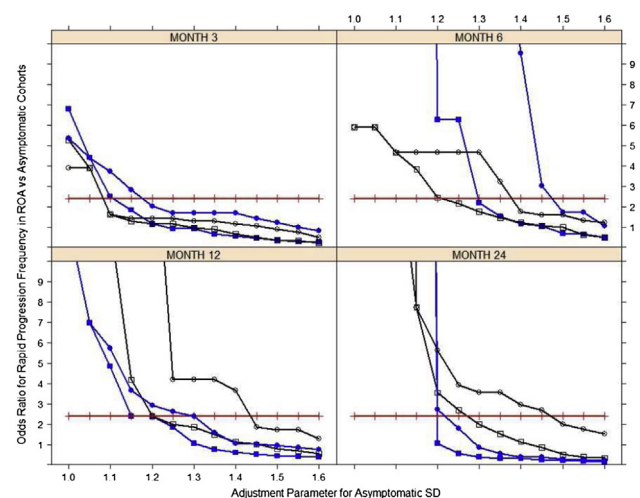 1.0 1.1 1.2 1.3 1.4 1.5 1.6
MONTH 3
MONTH 6
9
8
7
6
5
4
3
2
1
MONTH 12
MONTH 24
9
8
7
6
5
4
3
2
1
1.0 1.1 1.2 1.3 1.4 1.5 1.6
Odds Ratio for Rapid Progression Frequency in ROA vs Asymptomatic Cohorts
Adjustment Parameter for Asymptomatic SD